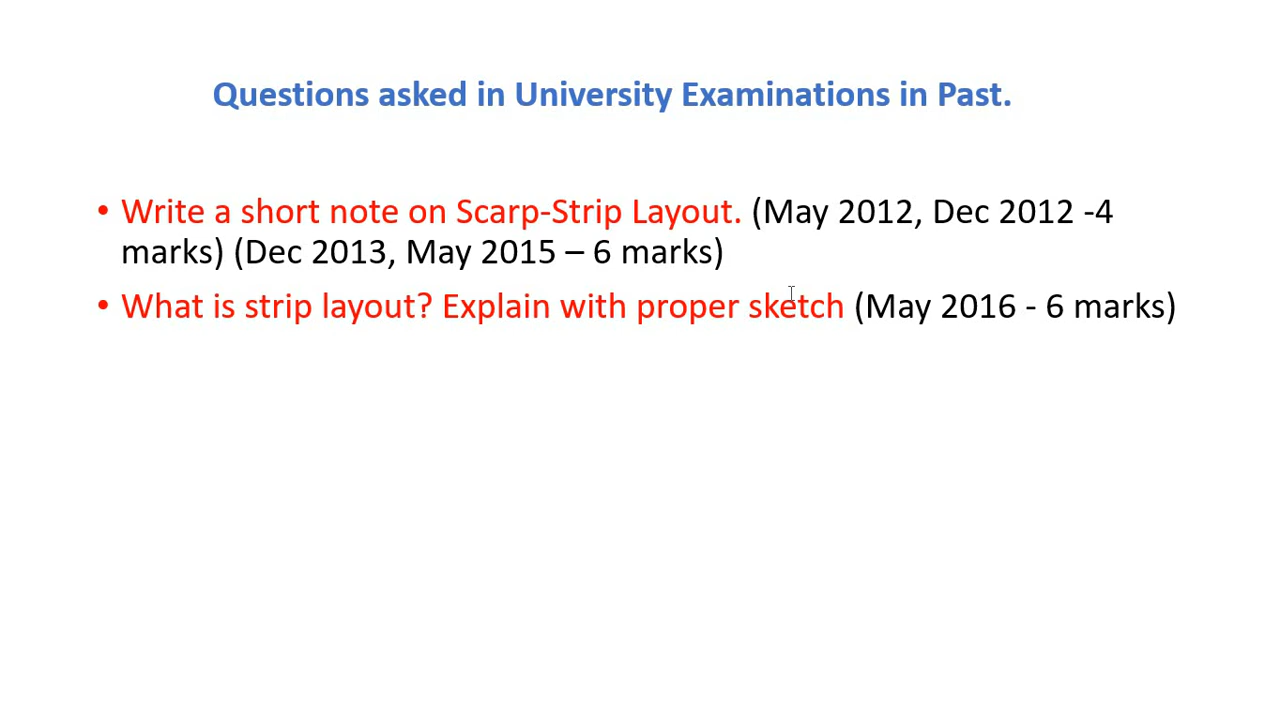 Questions asked in University Examinations in Past.
• Write a short note on Scarp-Strip Layout. (May 2012, Dec 2012 -4
marks) (Dec 2013, May 2015 – 6 marks)
• What is strip layout? Explain with proper sketch (May 2016 - 6 marks)